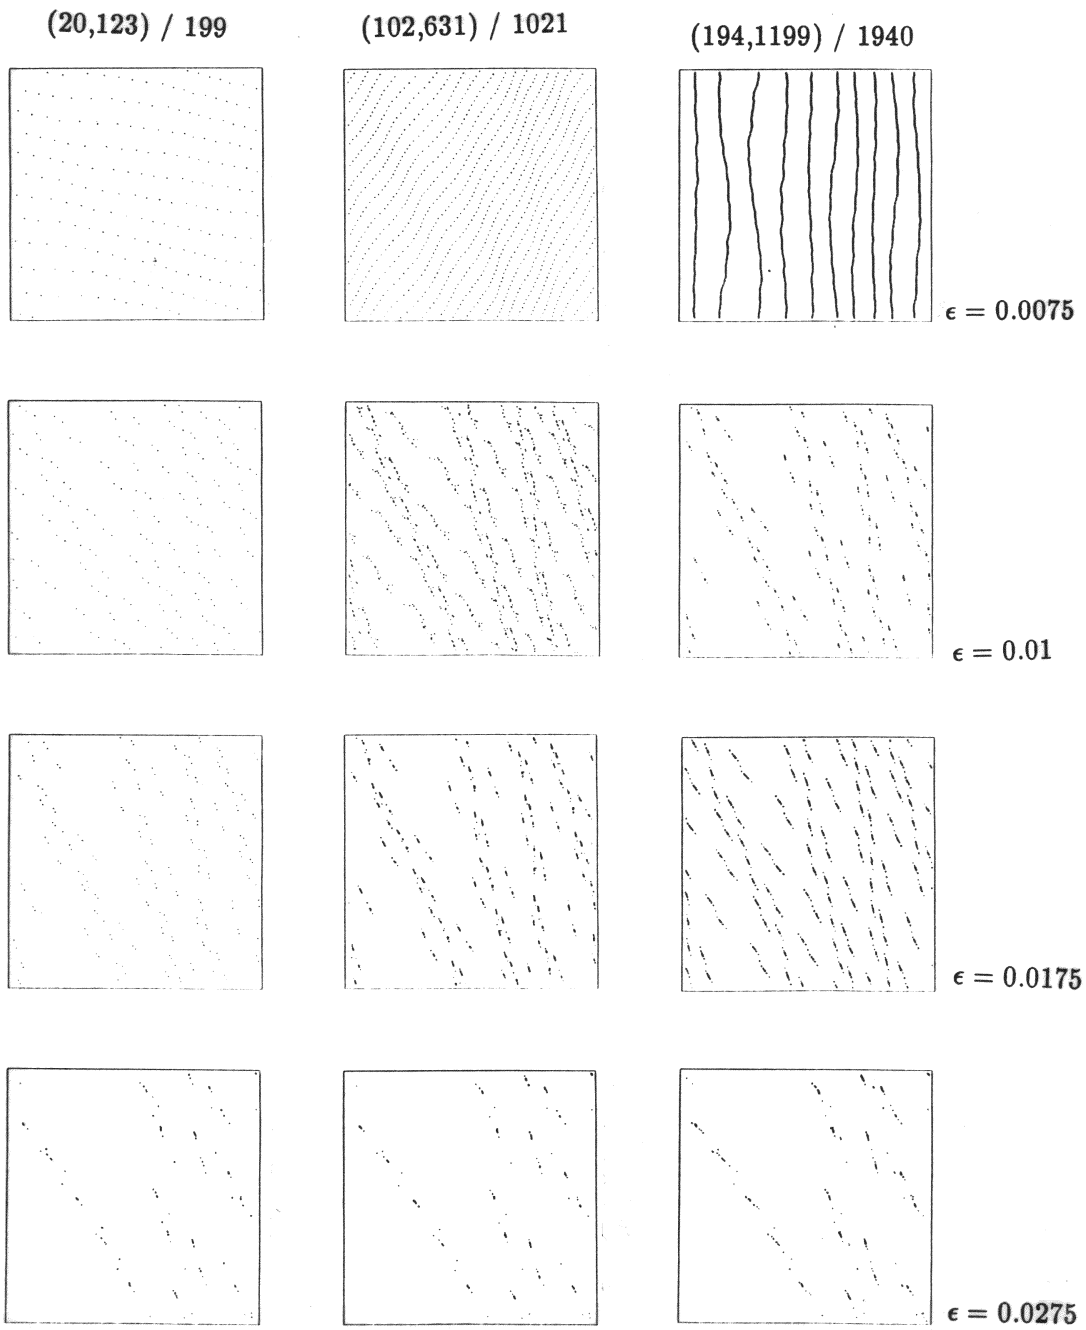 (20,123) / 199
(102,631) / 1021
(194,1199) / 1940
ϵ = 0.0075
ϵ = 0.01
ϵ = 0.0175
ϵ = 0.0275